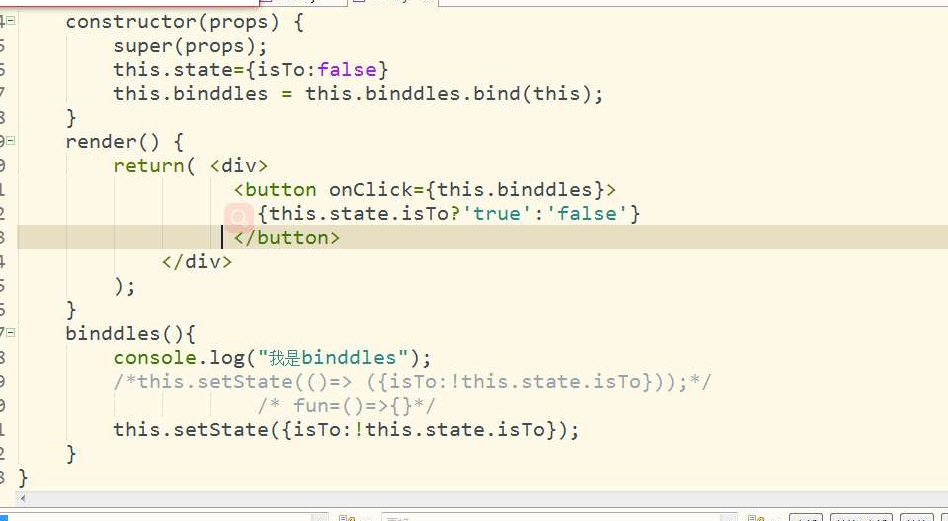 constructor(props) {
super(props);
this.state={isTo:false}
this.binddles = this.binddles.bind(this);
}
render() {
return( <div>
<button onClick={this.binddles}>
{this.state.isTo?'true':'false'}
</button>
</div>
);
}
binddles(){
console.log("我是binddles");
/*this.setState(()=> ({isTo:!this.state.isTo}));*/
/* fun=()=>{}*/
this.setState({isTo:!this.state.isTo});
}
}